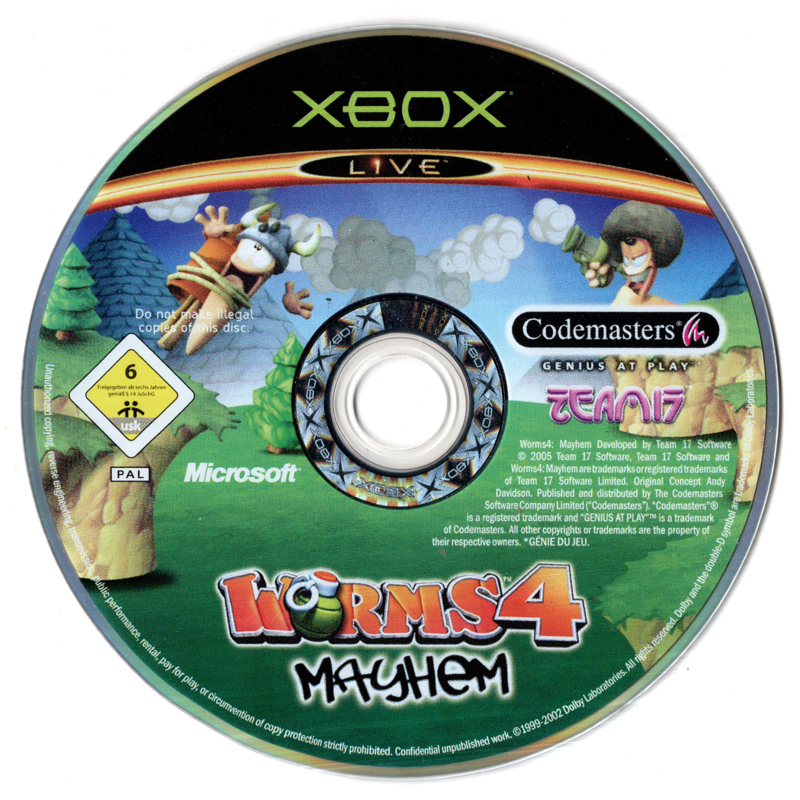 XBOX
LIVE™
Do not make illegal
copies of this disc.
6
Freigegeben ab sechs Jahren
gemäß § 14 JuSchG
usk
PAL
Microsoft®
Codemasters®
GENIUS AT PLAY™
TEAM17
Worms4: Mayhem Developed by Team 17 Software
© 2005 Team 17 Software, Team 17 Software and
Worms4: Mayhem are trademarks or registered trademarks
of Team 17 Software Limited. Original Concept Andy
Davidson. Published and distributed by The Codemasters
Software Company Limited ("Codemasters"). "Codemasters"®
is a registered trademark and "GENIUS AT PLAY"™ is a trademark
of Codemasters. All other copyrights or trademarks are the property of
their respective owners. *GÉNIE DU JEU.
WORMS 4™
MAYHEM
Unauthorized copying, reverse engineering, transmission, public performance, rental, pay for play, or circumvention of copy protection strictly prohibited. Confidential unpublished work. ©1999-2002 Dolby Laboratories. All rights reserved. Dolby and the double-D symbol are trademarks of Dolby Laboratories.
XBOX